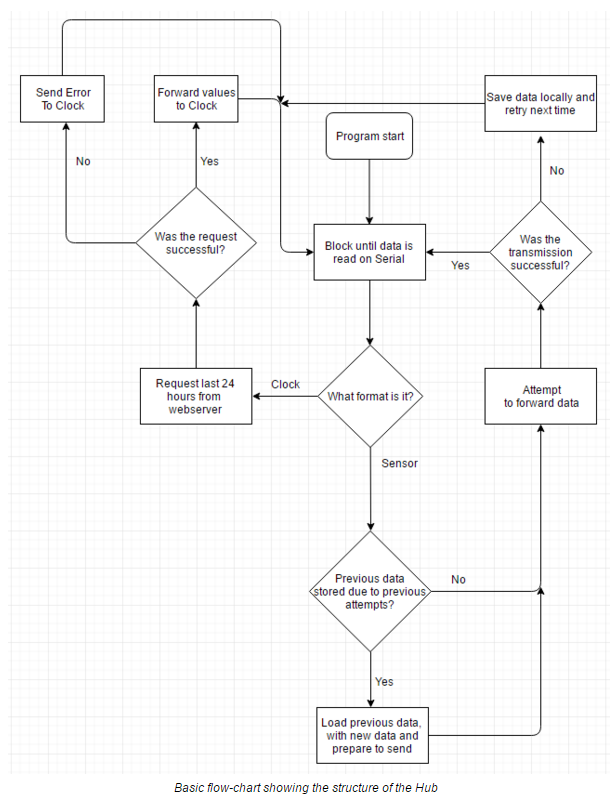 Send Error
To Clock
Forward values
to Clock
Save data locally and
retry next time
Program start
No
Yes
No
Was the request
successful?
Block until data is
read on Serial
Was the
transmission
successful?
Yes
Request last 24
hours from
webserver
Clock
What format is it?
Attempt
to forward data
Sensor
Previous data
stored due to previous
attempts?
No
Yes
Load previous data,
with new data and
prepare to send
Basic flow-chart showing the structure of the Hub